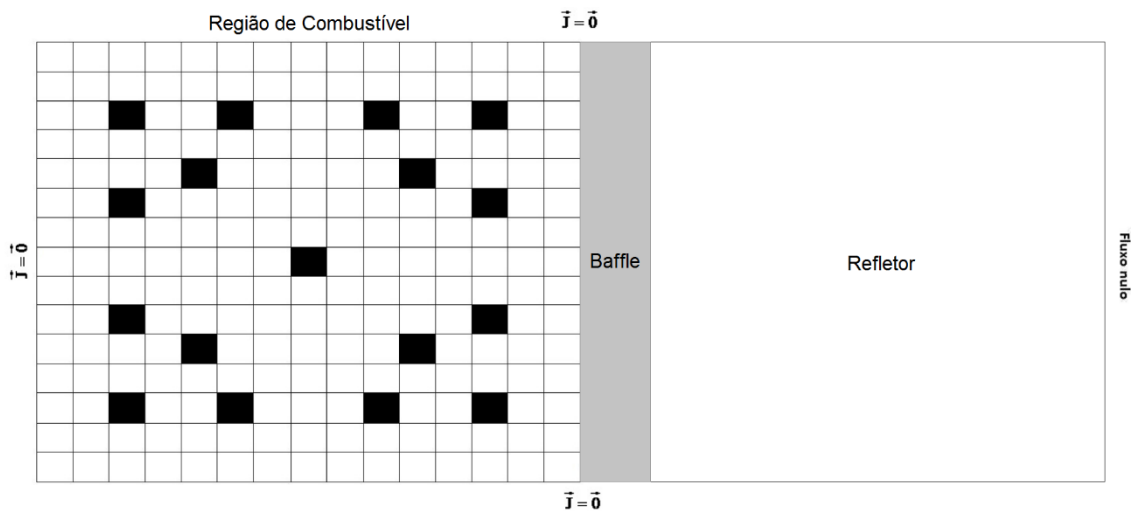 Região de Combustível
J⃗ = 0⃗
J⃗ = 0⃗
Baffle
Refletor
Fluxo nulo
J⃗ = 0⃗